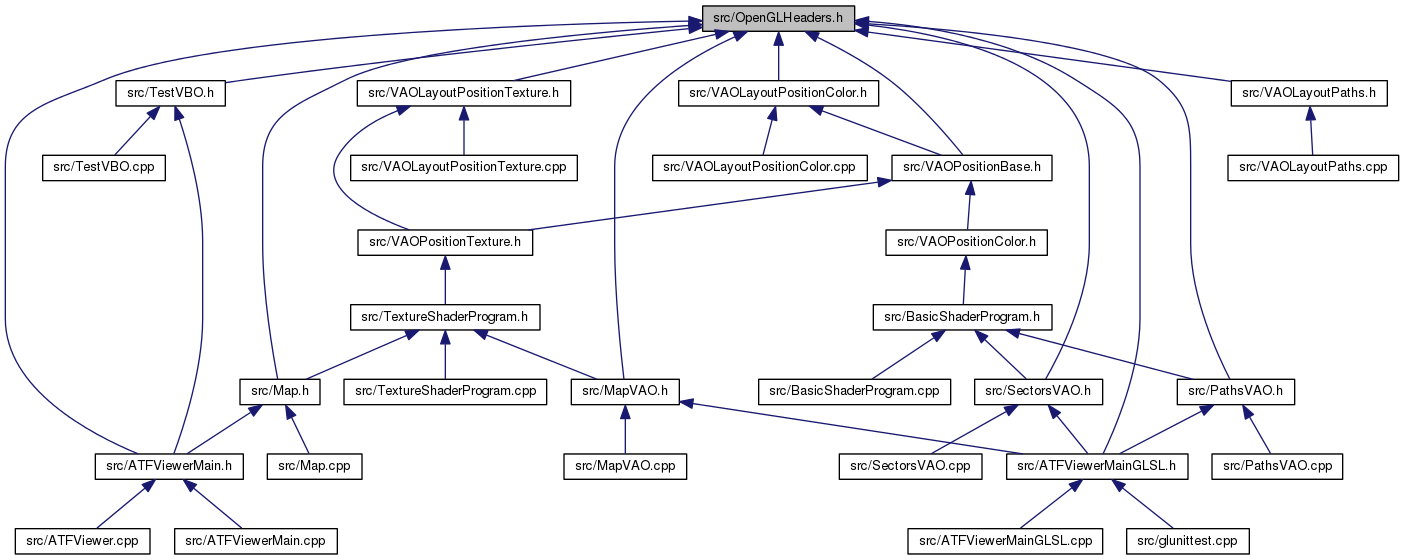 src/OpenGLHeaders.h
src/TestVBO.h
src/VAOLayoutPositionTexture.h
src/VAOLayoutPositionColor.h
src/VAOLayoutPaths.h
src/TestVBO.cpp
src/VAOLayoutPositionTexture.cpp
src/VAOLayoutPositionColor.cpp
src/VAOPositionBase.h
src/VAOLayoutPaths.cpp
src/VAOPositionTexture.h
src/VAOPositionColor.h
src/TextureShaderProgram.h
src/BasicShaderProgram.h
src/Map.h
src/TextureShaderProgram.cpp
src/MapVAO.h
src/BasicShaderProgram.cpp
src/SectorsVAO.h
src/PathsVAO.h
src/ATFViewerMain.h
src/Map.cpp
src/MapVAO.cpp
src/SectorsVAO.cpp
src/ATFViewerMainGLSL.h
src/PathsVAO.cpp
src/ATFViewer.cpp
src/ATFViewerMain.cpp
src/ATFViewerMainGLSL.cpp
src/glunittest.cpp